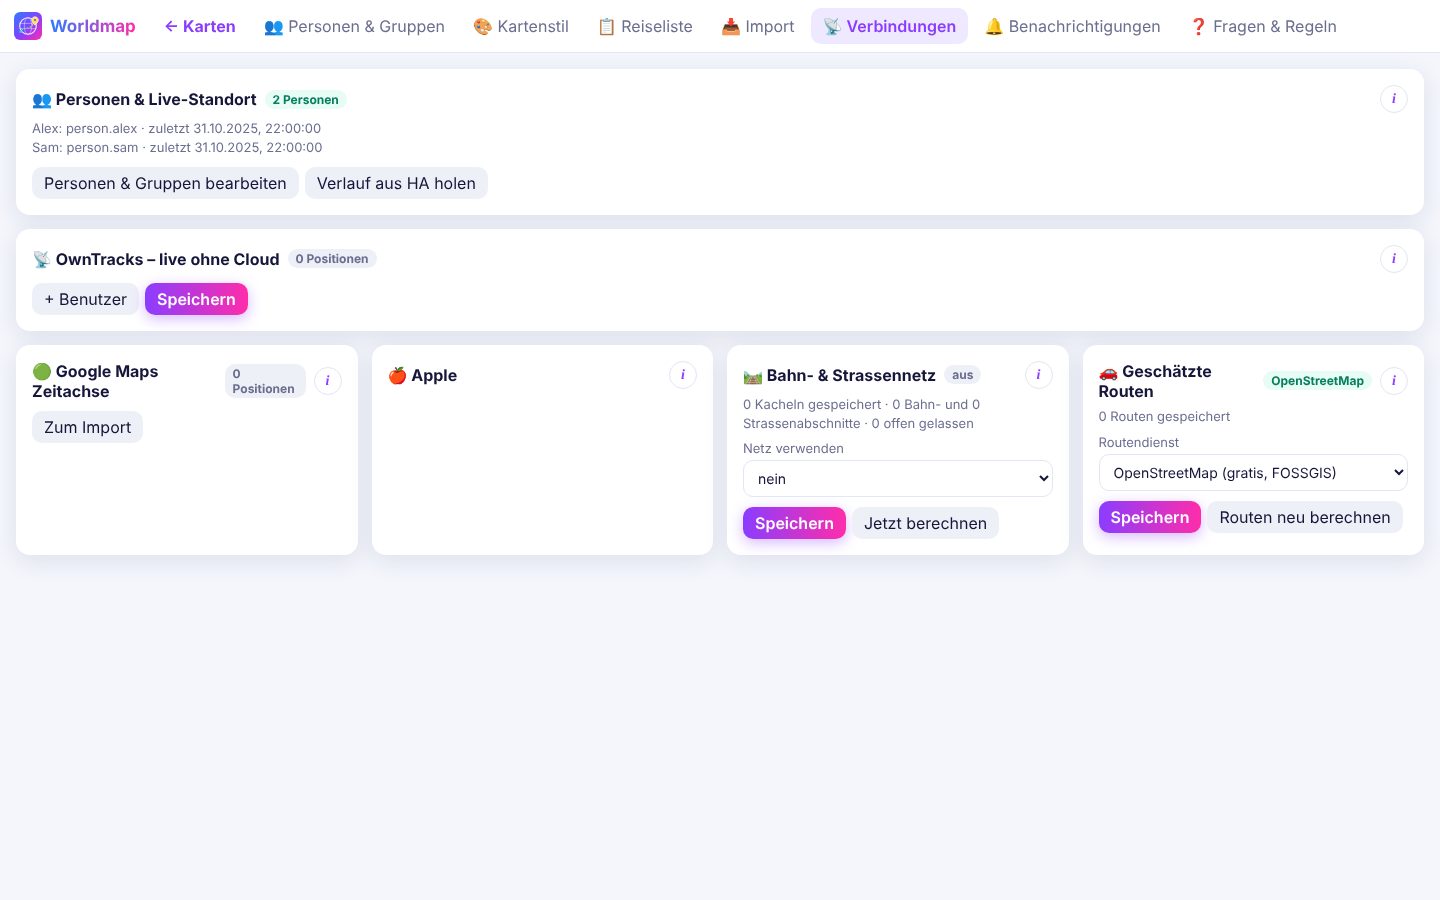 Worldmap ← Karten 👥 Personen & Gruppen 🎨 Kartenstil 📋 Reiseliste 📥 Import 📡 Verbindungen 🔔 Benachrichtigungen ❓ Fragen & Regeln
👥 Personen & Live-Standort 2 Personen i
Alex: person.alex · zuletzt 31.10.2025, 22:00:00
Sam: person.sam · zuletzt 31.10.2025, 22:00:00
Personen & Gruppen bearbeiten Verlauf aus HA holen
📡 OwnTracks – live ohne Cloud 0 Positionen i
+ Benutzer Speichern
🟢 Google Maps
Zeitachse
0
Positionen
i
Zum Import
🍎 Apple i
🛤️ Bahn- & Strassennetz aus i
0 Kacheln gespeichert · 0 Bahn- und 0
Strassenabschnitte · 0 offen gelassen
Netz verwenden
nein
Speichern Jetzt berechnen
🚗 Geschätzte
Routen
OpenStreetMap i
0 Routen gespeichert
Routendienst
OpenStreetMap (gratis, FOSSGIS)
Speichern Routen neu berechnen